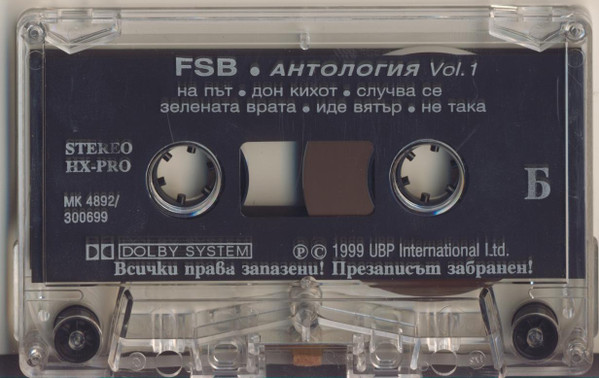 FSB • АНТОЛОГИЯ Vol.1
на път • дон кихот • случва се
зелената врата • иде вятър • не така
STEREO
HX-PRO
МК 4892/
300699
Б
DOLBY SYSTEM
Ⓟ © 1999 UBP International Ltd.
Всички права запазени! Презаписът забранен!